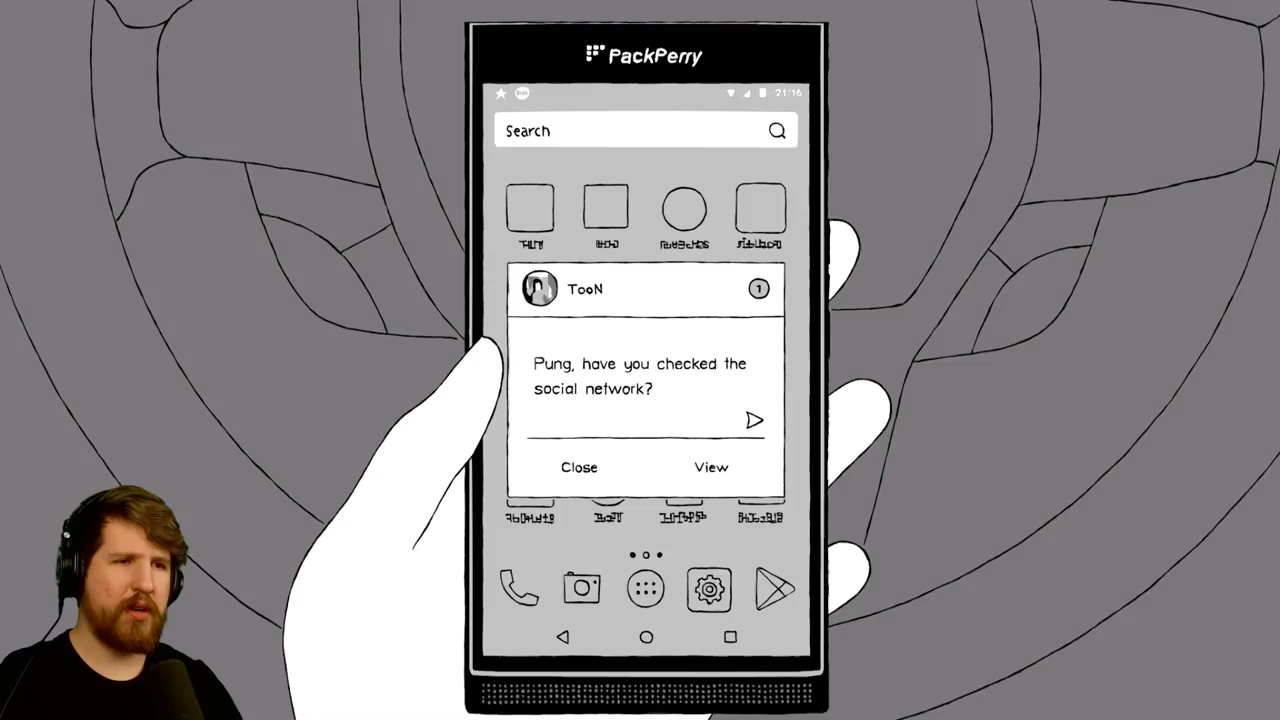 PackPerry
21:16
Search
TooN
1
Pung, have you checked the
social network?
Close
View